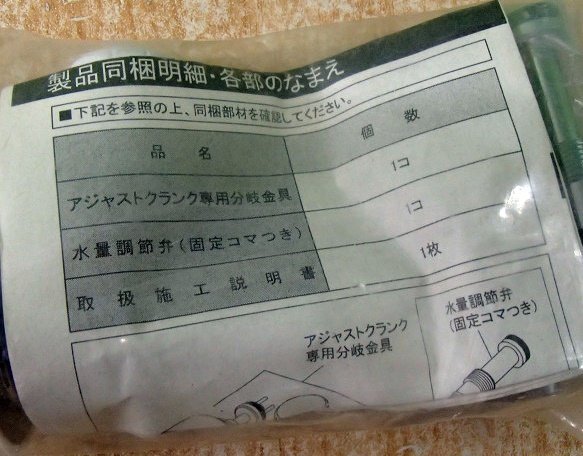 製品同梱明細・各部のなまえ
■下記を参照の上、同梱部材を確認してください。
品名 個数
アジャストクランク専用分岐金具 1コ
水量調節弁(固定コマつき) 1コ
取扱施工説明書 1枚
アジャストクランク
専用分岐金具
水量調節弁
(固定コマつき)